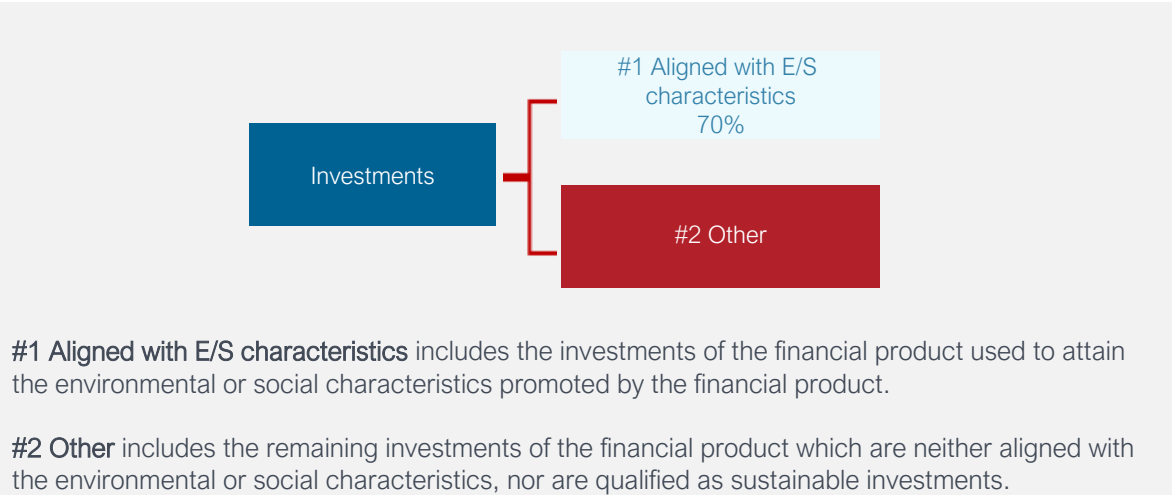 #1 Aligned with E/S
characteristics
70%
Investments
#2 Other
#1 Aligned with E/S characteristics includes the investments of the financial product used to attain
the environmental or social characteristics promoted by the financial product.
#2 Other includes the remaining investments of the financial product which are neither aligned with
the environmental or social characteristics, nor are qualified as sustainable investments.